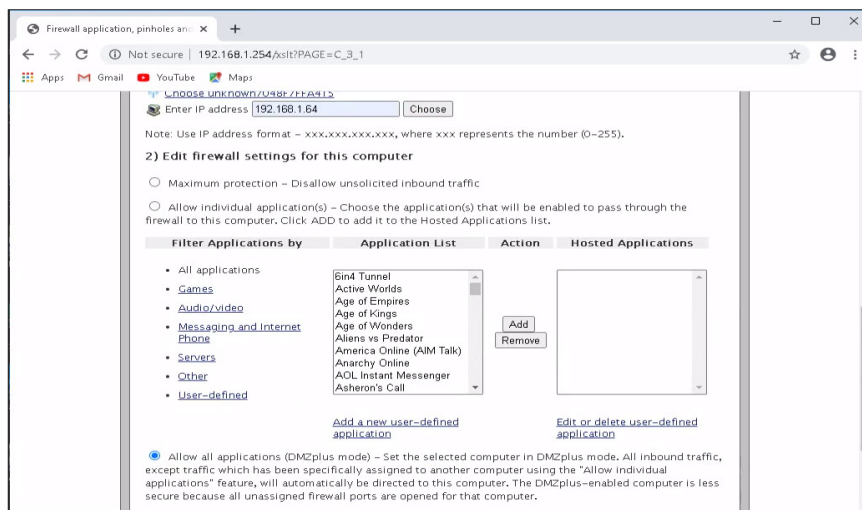 Firewall application, pinholes and
Not secure | 192.168.1.254/xslt?PAGE=C_3_1
Apps Gmail YouTube Maps
Choose unknown7048F7FFA415
Enter IP address 192.168.1.64 Choose
Note: Use IP address format – xxx.xxx.xxx.xxx, where xxx represents the number (0–255).
2) Edit firewall settings for this computer
Maximum protection – Disallow unsolicited inbound traffic
Allow individual application(s) – Choose the application(s) that will be enabled to pass through the
firewall to this computer. Click ADD to add it to the Hosted Applications list.
Filter Applications by Application List Action Hosted Applications
All applications
Games
Audio/video
Messaging and Internet
Phone
Servers
Other
User–defined
6in4 Tunnel
Active Worlds
Age of Empires
Age of Kings
Age of Wonders
Aliens vs Predator
America Online (AIM Talk)
Anarchy Online
AOL Instant Messenger
Asheron's Call
Add a new user–defined
application
Add
Remove
Edit or delete user–defined
application
Allow all applications (DMZplus mode) – Set the selected computer in DMZplus mode. All inbound traffic,
except traffic which has been specifically assigned to another computer using the "Allow individual
applications" feature, will automatically be directed to this computer. The DMZplus–enabled computer is less
secure because all unassigned firewall ports are opened for that computer.